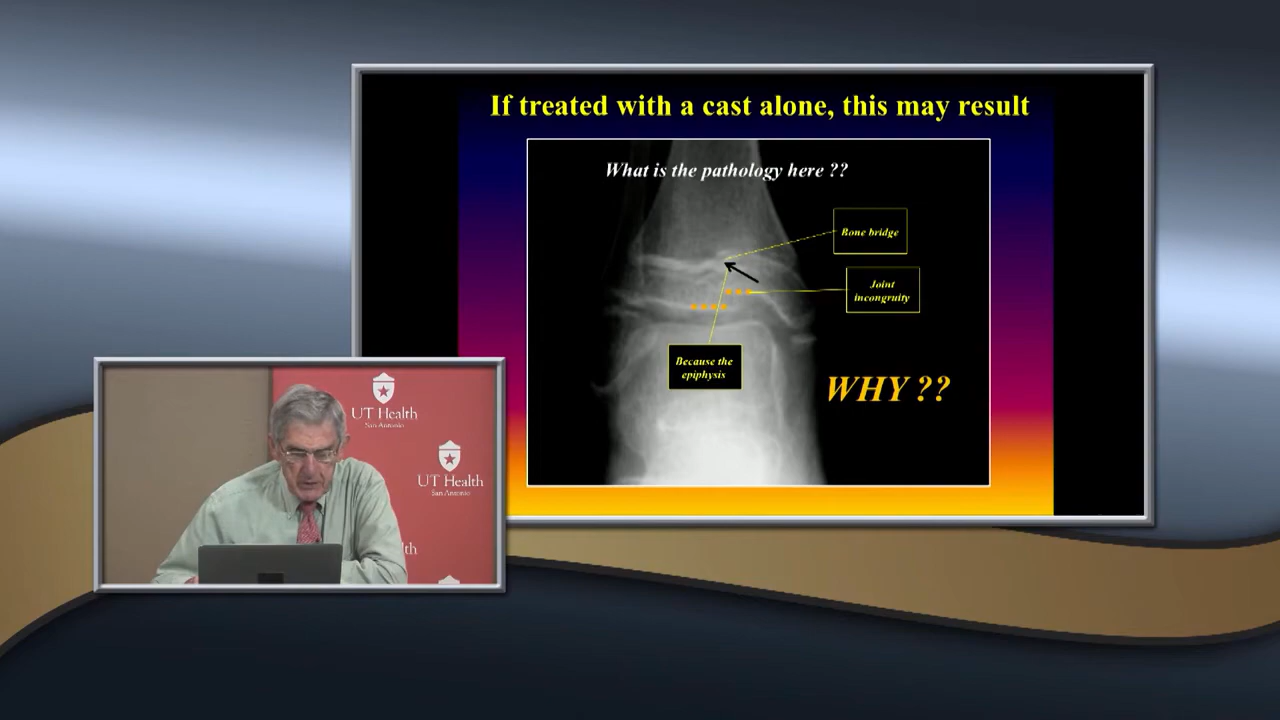 If treated with a cast alone, this may result
What is the pathology here ??
Bone bridge
Joint
incongruity
Because the
epiphysis
WHY ??
UT Health
San Antonio
UT Health
San Antonio
lth